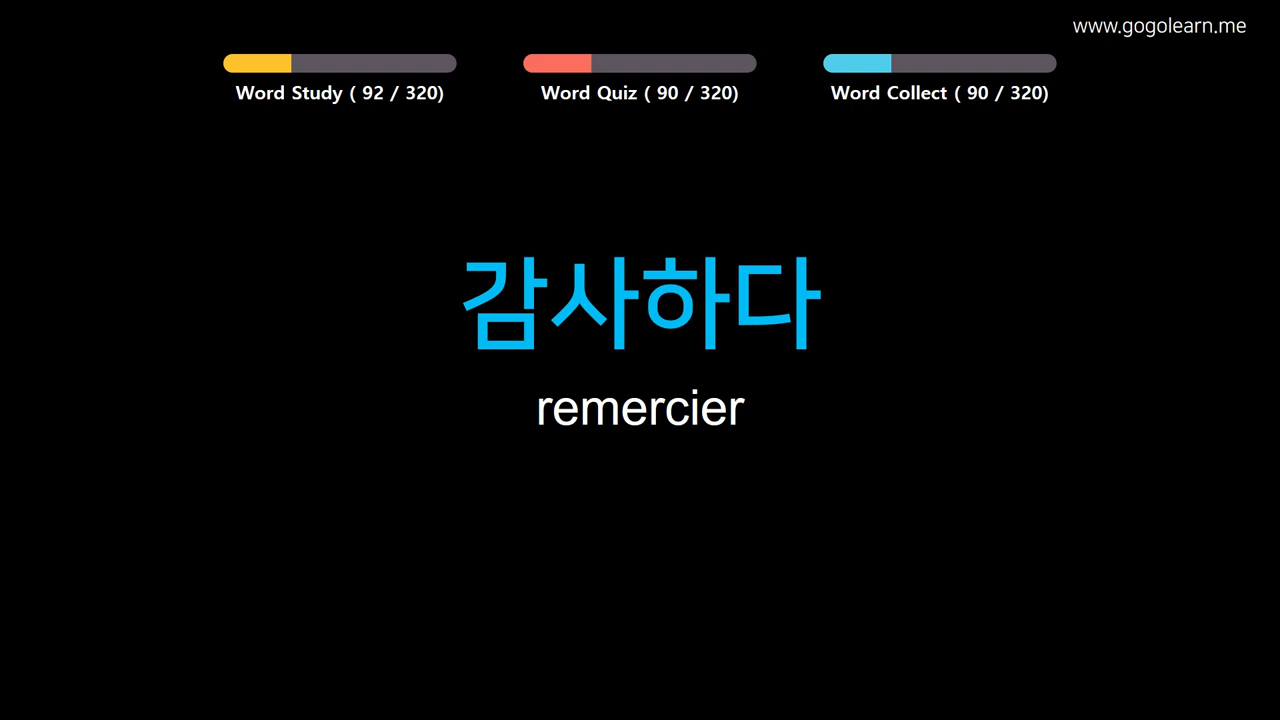 www.gogolearn.me
Word Study ( 92 / 320)
Word Quiz ( 90 / 320)
Word Collect ( 90 / 320)
감사하다
remercier